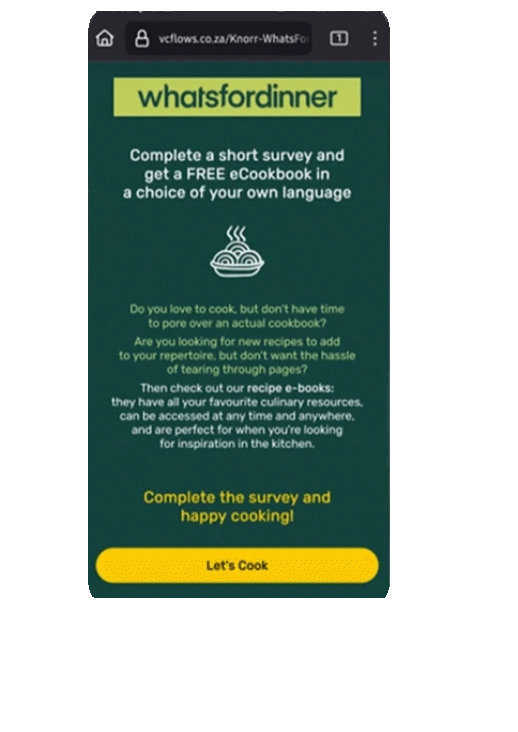 vcflows.co.za/Knorr-WhatsFo
1
whatsfordinner
Complete a short survey and
get a FREE eCookbook in
a choice of your own language
Do you love to cook, but don't have time
to pore over an actual cookbook?
Are you looking for new recipes to add
to your repertoire, but don't want the hassle
of tearing through pages?
Then check out our recipe e-books:
they have all your favourite culinary resources,
can be accessed at any time and anywhere,
and are perfect for when you're looking
for inspiration in the kitchen.
Complete the survey and
happy cooking!
Let's Cook